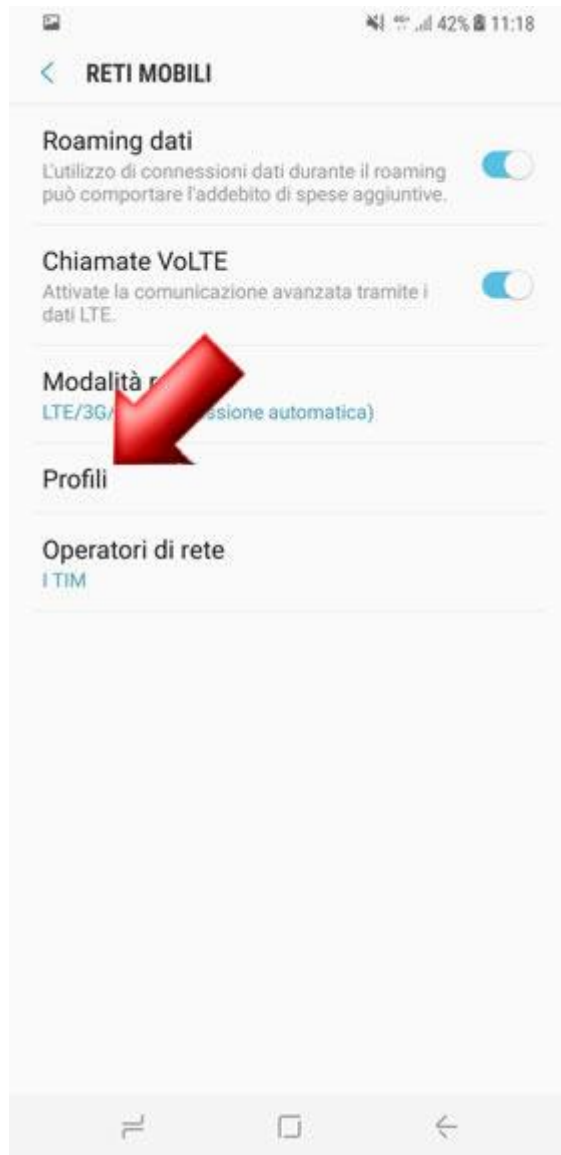 42% 11:18
RETI MOBILI
Roaming dati
L'utilizzo di connessioni dati durante il roaming
può comportare l'addebito di spese aggiuntive.
Chiamate VoLTE
Attivate la comunicazione avanzata tramite i
dati LTE.
Modalità
LTE/3G/ automatica)
Profili
Operatori di rete
I TIM